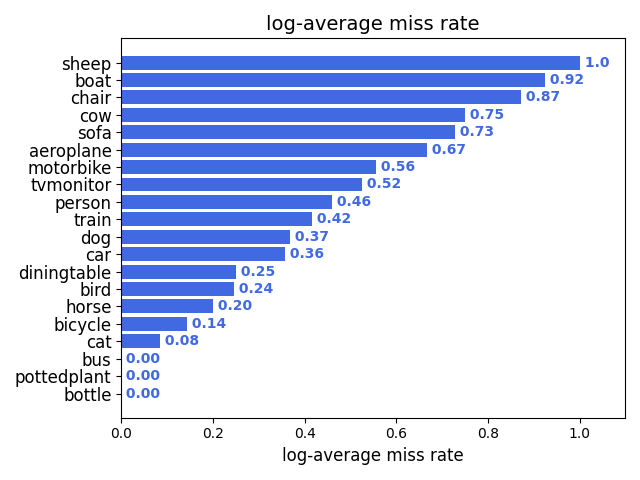 log-average miss rate
sheep 1.0
boat 0.92
chair 0.87
cow 0.75
sofa 0.73
aeroplane 0.67
motorbike 0.56
tvmonitor 0.52
person 0.46
train 0.42
dog 0.37
car 0.36
diningtable 0.25
bird 0.24
horse 0.20
bicycle 0.14
cat 0.08
bus 0.00
pottedplant 0.00
bottle 0.00
0.0 0.2 0.4 0.6 0.8 1.0
log-average miss rate